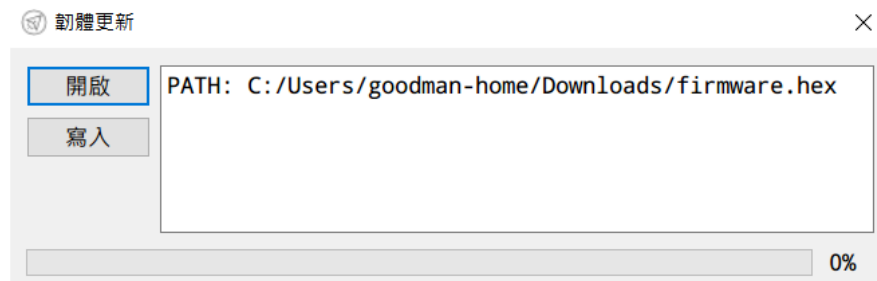 韌體更新
開啟
PATH: C:/Users/goodman-home/Downloads/firmware.hex
寫入
0%